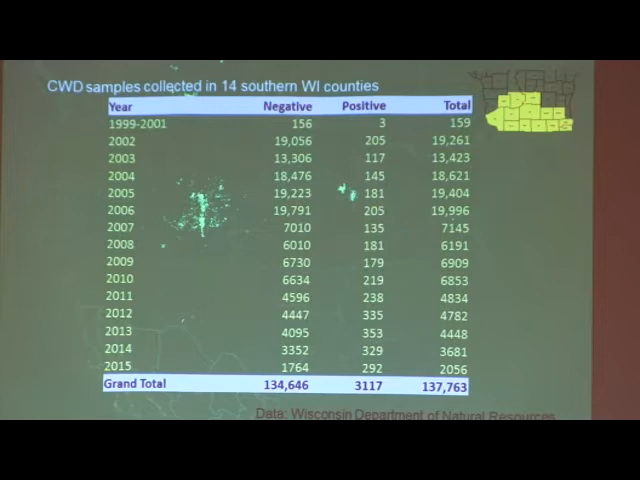 CWD samples collected in 14 southern WI counties
Year Negative Positive Total
1999-2001 156 3 159
2002 19,056 205 19,261
2003 13,306 117 13,423
2004 18,476 145 18,621
2005 19,223 181 19,404
2006 19,791 205 19,996
2007 7010 135 7145
2008 6010 181 6191
2009 6730 179 6909
2010 6634 219 6853
2011 4596 238 4834
2012 4447 335 4782
2013 4095 353 4448
2014 3352 329 3681
2015 1764 292 2056
Grand Total 134,646 3117 137,763
Data: Wisconsin Department of Natural Resources